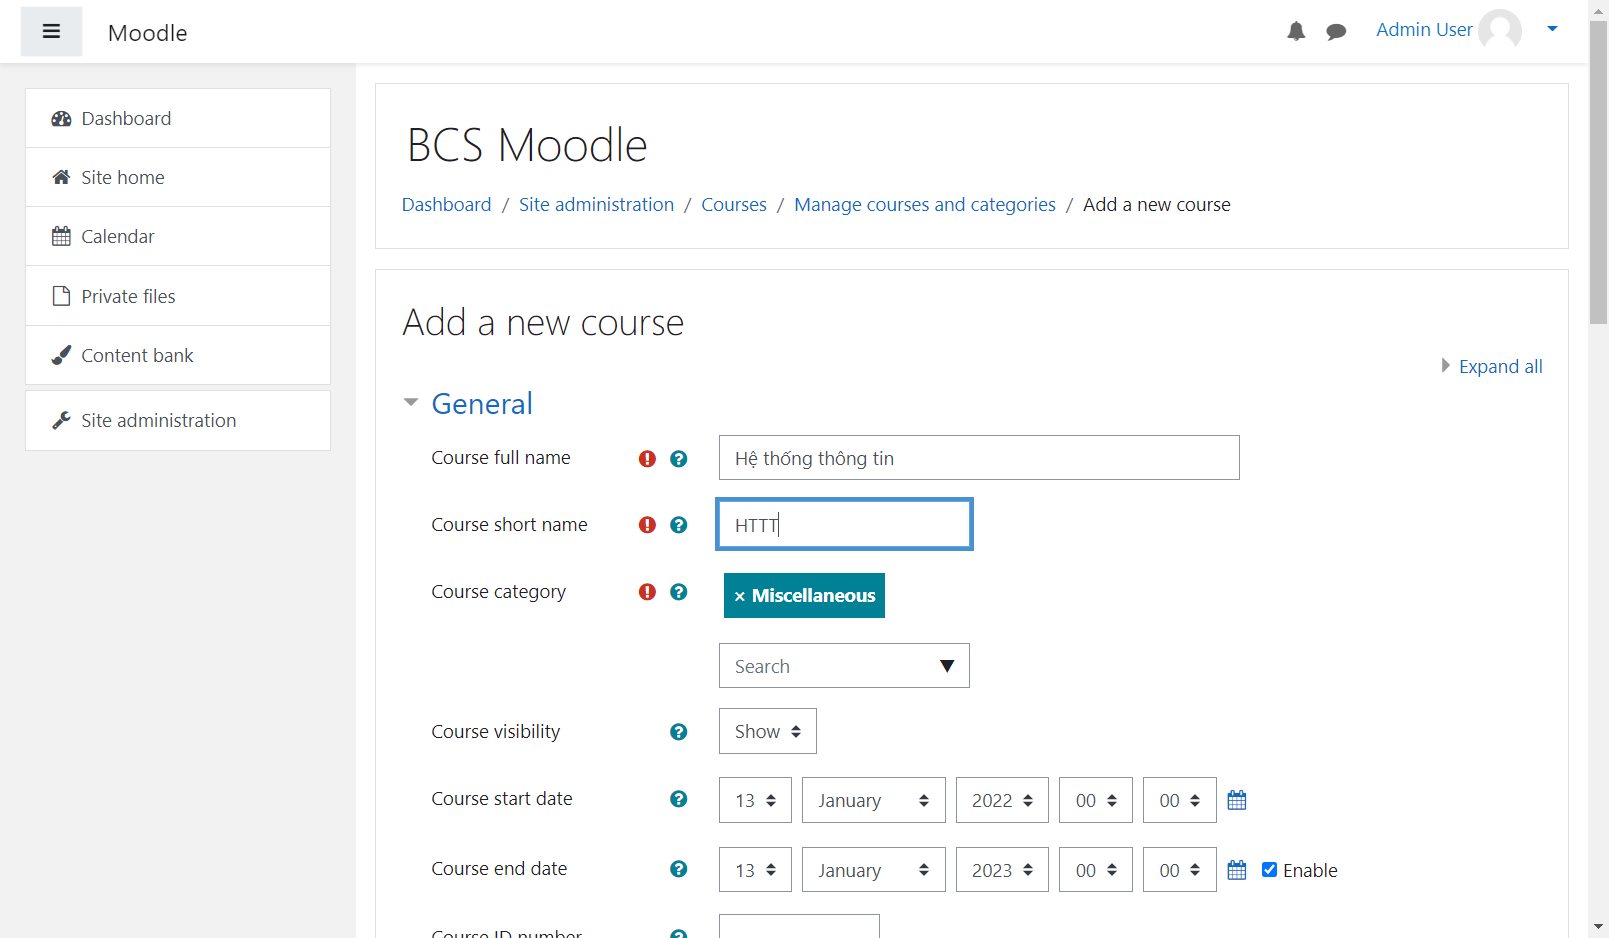 Moodle
Admin User
Dashboard
Site home
Calendar
Private files
Content bank
Site administration
BCS Moodle
Dashboard / Site administration / Courses / Manage courses and categories / Add a new course
Add a new course
Expand all
General
Course full name
Hệ thống thông tin
Course short name
HTTT
Course category
× Miscellaneous
Search
Course visibility
Show
Course start date
13 January 2022 00 00
Course end date
13 January 2023 00 00 Enable
Course ID number